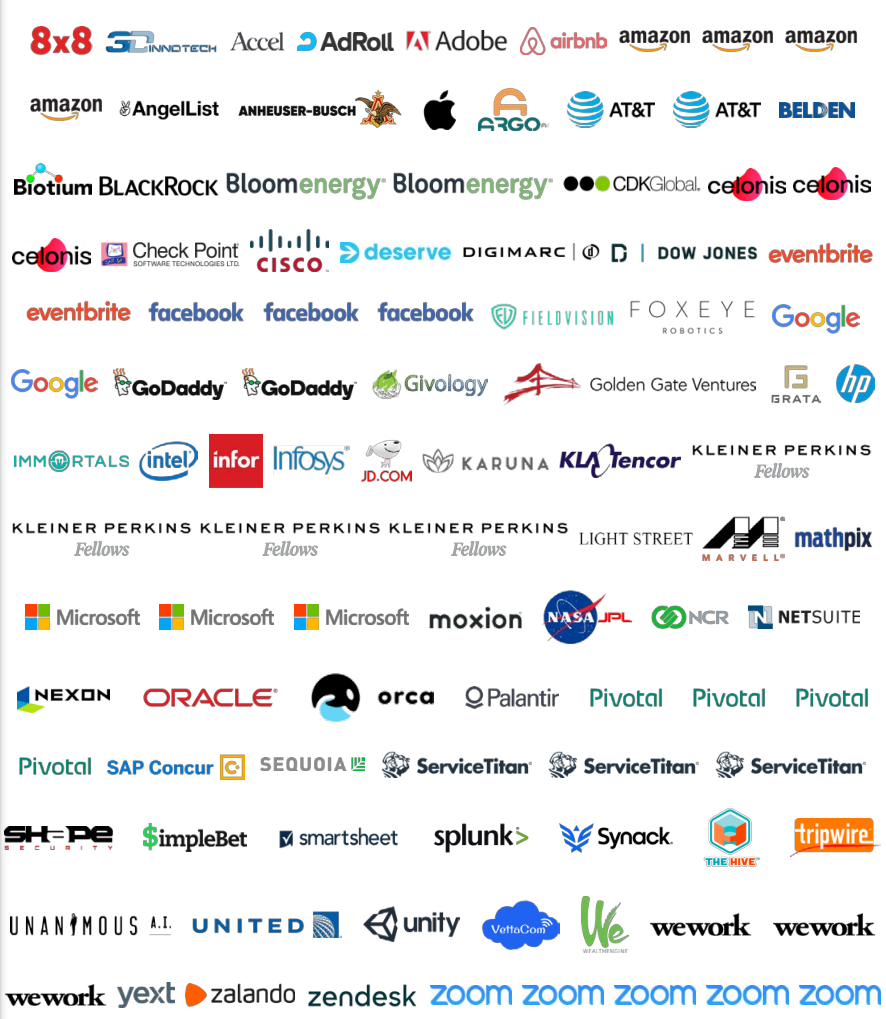 8x8 3D INNOTECH Accel AdRoll Adobe airbnb amazon amazon amazon
amazon AngelList ANHEUSER-BUSCH ARGO AI AT&T AT&T BELDEN
Biotium BLACKROCK Bloomenergy® Bloomenergy® CDKGlobal. celonis celonis
celonis Check Point SOFTWARE TECHNOLOGIES LTD. CISCO deserve DIGIMARC D | DOW JONES eventbrite
eventbrite facebook facebook facebook FIELDVISION FOXEYE ROBOTICS Google
Google GoDaddy GoDaddy Givology Golden Gate Ventures GRATA hp
IMMORTALS intel infor Infosys® JD.COM KARUNA KLA Tencor KLEINER PERKINS Fellows
KLEINER PERKINS Fellows KLEINER PERKINS Fellows KLEINER PERKINS Fellows LIGHT STREET MARVELL® mathpix
Microsoft Microsoft Microsoft moxion NASA JPL NCR N NETSUITE
NEXON ORACLE® orca Palantir Pivotal Pivotal Pivotal
Pivotal SAP Concur C SEQUOIA ServiceTitan ServiceTitan ServiceTitan
SHAPE SECURITY $impleBet smartsheet splunk> Synack. THE HIVE tripwire
UNANIMOUS A.I. UNITED unity VettaCom We WEALTHENGINE wework wework
wework yext zalando zendesk zoom zoom zoom zoom zoom